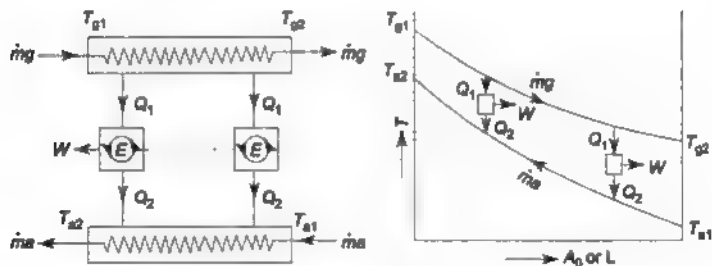 T_g1 T_g2
ṁg ṁg
Q_1 Q_1
W E E
Q_2 Q_2
T_a2 T_a1
ṁa ṁa
T_g1
T_a2
ṁg
Q_1
W
Q_2
T
Q_1
W
Q_2
ṁa
T_g2
T_a1
A_0 or L